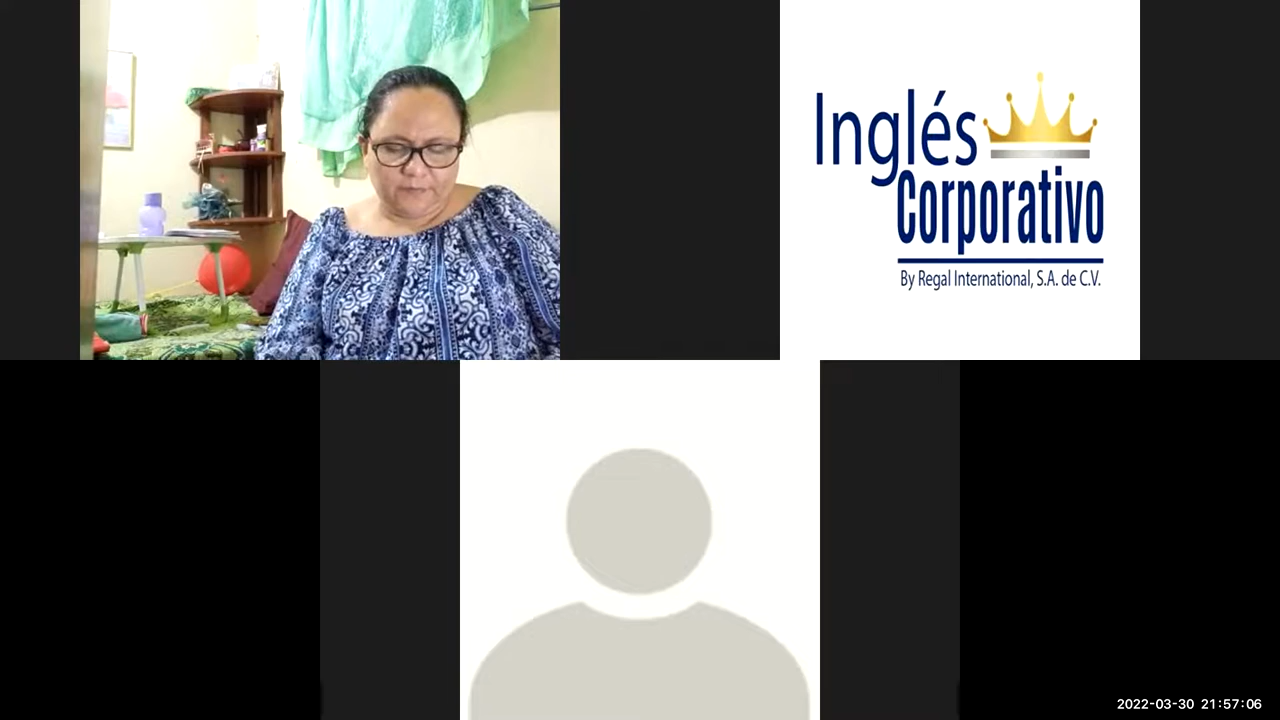 Inglés
Corporativo
By Regal International, S.A. de C.V.
2022-03-30 21:57:06